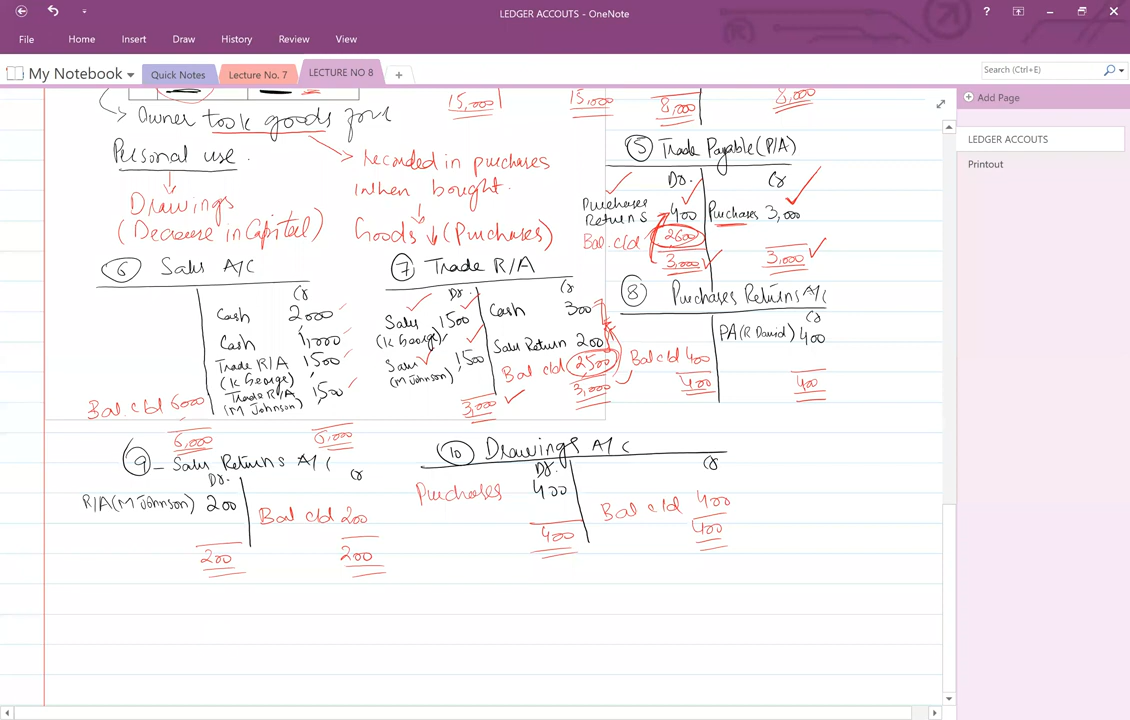 LEDGER ACCOUTS - OneNote
File Home Insert Draw History Review View
My Notebook Quick Notes Lecture No. 7 LECTURE NO 8 +
Search (Ctrl+E)
Add Page
LEDGER ACCOUTS
Printout
15,000 15,000 8,000 8,000
Owner took goods for
Personal use.
Drawings
(Decrease in Capital)
recorded in purchases
when bought.
Goods ↓ (Purchases)
5 Trade Payable (P/A)
Dr. Cr
Purchases Returns 400 Purchases 3,000
Bal. c/d 2600
3,000 3,000
6 Sales A/C
Cr
Cash 2000
Cash 1,000
Trade R/A 1500
(K George)
Trade R/A 1500
(M Johnson)
Bal. c/d 6000
6,000 6,000
7 Trade R/A
Dr. Cr
Sales 1500 Cash 300
(K George)
Sales Return 200
Sales 1,500
(M Johnson)
Bal c/d 2500
3,000 3,000
8 Purchases Returns A/C
Cr
PA (R David) 400
Bal c/d 400
400 400
9 - Sales Returns A/C
Dr. Cr
R/A (M Johnson) 200 Bal c/d 200
200 200
10 Drawings A/C
Dr. Cr
Purchases 400
Bal c/d 400
400 400